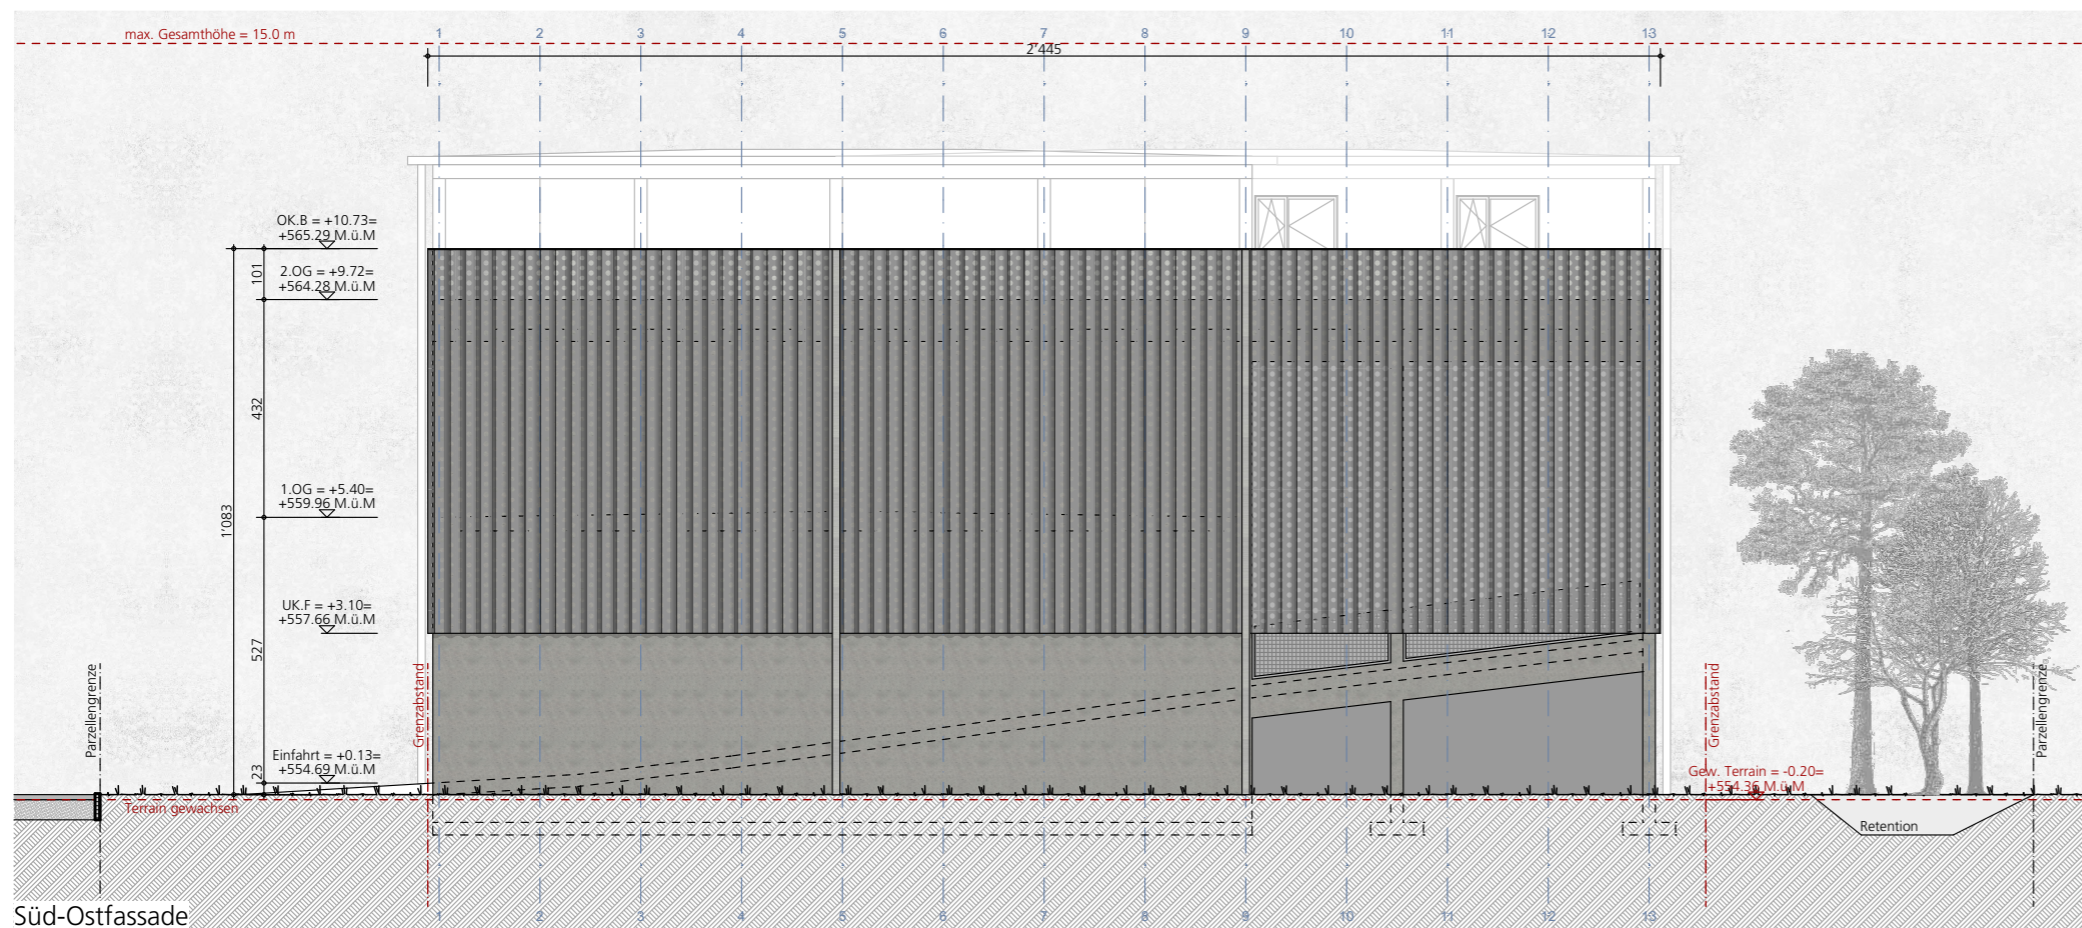 max. Gesamthöhe = 15.0 m
1 2 3 4 5 6 7 8 9 10 11 12 13
2'445
OK.B = +10.73=
+565.29 M.ü.M
101
2.OG = +9.72=
+564.28 M.ü.M
432
1.OG = +5.40=
+559.96 M.ü.M
1'083
UK.F = +3.10=
+557.66 M.ü.M
527
Parzellengrenze
Grenzabstand
Grenzabstand
Parzellengrenze
Einfahrt = +0.13=
+554.69 M.ü.M
23
Gew. Terrain = -0.20=
+554.36 M.ü.M
Terrain gewachsen
Retention
Süd-Ostfassade
1 2 3 4 5 6 7 8 9 10 11 12 13